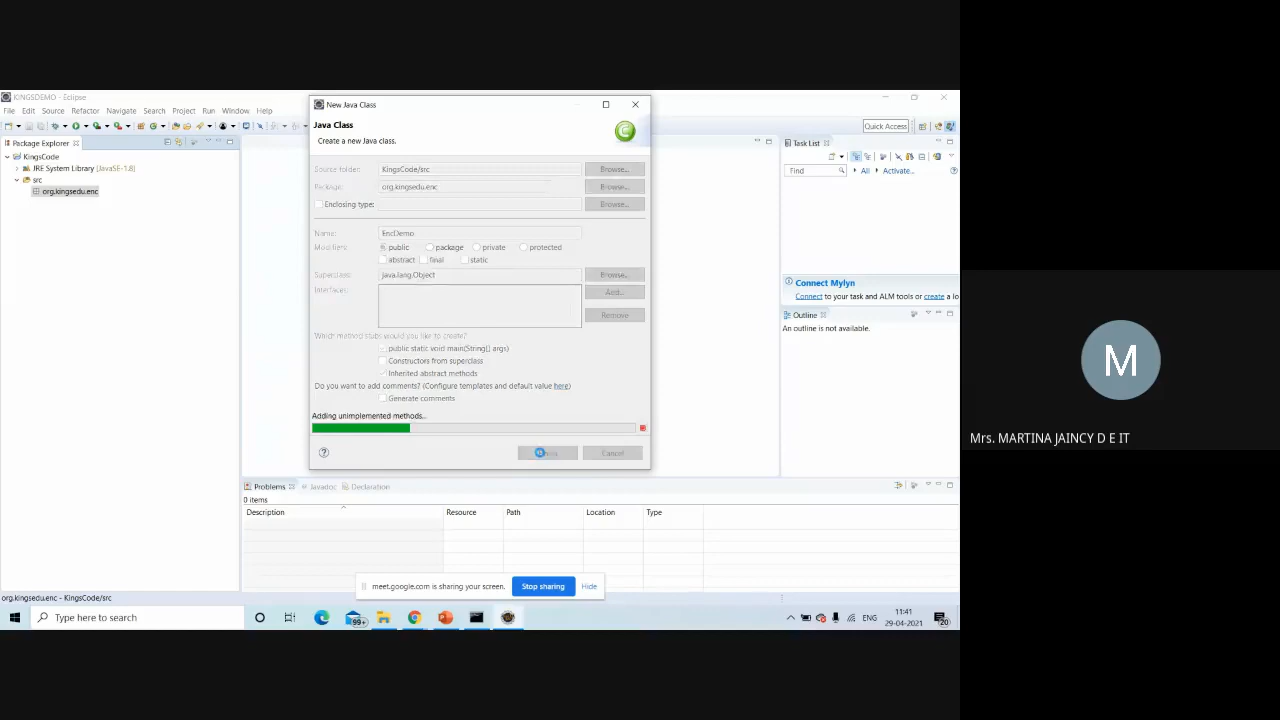 KINGSDEMO - Eclipse
File Edit Source Refactor Navigate Search Project Run Window Help
Quick Access
Package Explorer
KingsCode
JRE System Library [JavaSE-1.8]
src
org.kingsedu.enc
New Java Class
Java Class
Create a new Java class.
Source folder: KingsCode/src Browse...
Package: org.kingsedu.enc Browse...
Enclosing type: Browse...
Name: EncDemo
Modifiers: public package private protected
abstract final static
Superclass: java.lang.Object Browse...
Interfaces: Add...
Remove
Which method stubs would you like to create?
public static void main(String[] args)
Constructors from superclass
Inherited abstract methods
Do you want to add comments? (Configure templates and default value here)
Generate comments
Adding unimplemented methods...
Cancel
Task List
Find All Activate...
Connect Mylyn
Connect to your task and ALM tools or create a lo
Outline
An outline is not available.
Problems Javadoc Declaration
0 items
Description Resource Path Location Type
meet.google.com is sharing your screen. Stop sharing Hide
org.kingsedu.enc - KingsCode/src
Type here to search
99+
ENG
11:41
29-04-2021
20
M
Mrs. MARTINA JAINCY D E IT